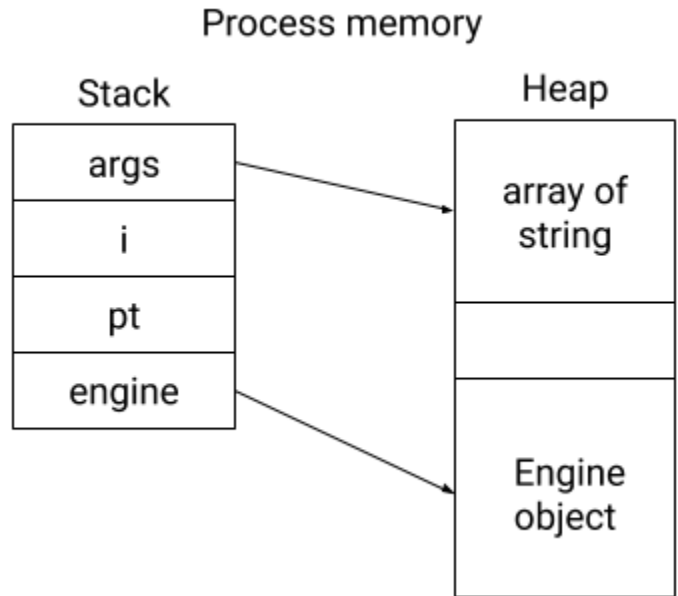 Process memory
Stack
Heap
args
i
pt
engine
array of
string
Engine
object